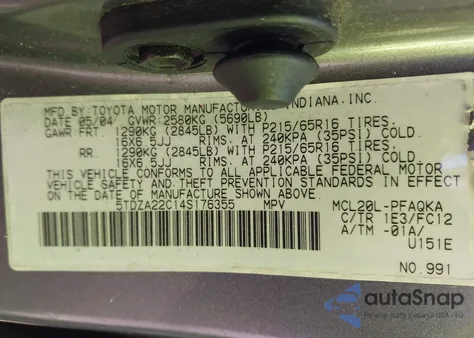 MFD.BY:TOYOTA MOTOR MANUFACTURING INDIANA.INC.
DATE 05/04 GVWR:2580KG (5690LB)
GAWR:FRT. 1290KG (2845LB) WITH P215/65R16 TIRES.
16X6.5JJ RIMS. AT 240KPA (35PSI) COLD.
RR. 1290KG (2845LB) WITH P215/65R16 TIRES.
16X6.5JJ RIMS. AT 240KPA (35PSI) COLD.
THIS VEHICLE CONFORMS TO ALL APPLICABLE FEDERAL MOTOR
VEHICLE SAFETY AND THEFT PREVENTION STANDARDS IN EFFECT
ON THE DATE OF MANUFACTURE SHOWN ABOVE.
5TDZA22C14S176355 MPV MCL20L-PFAQKA
C/TR 1E3/FC12
A/TM -01A/
U151E
NO.991
autoSnap